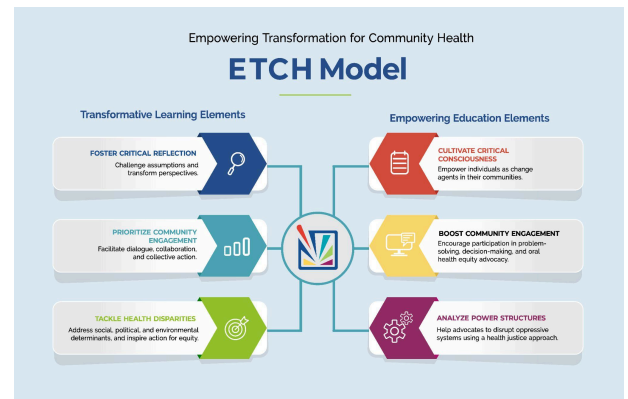 Empowering Transformation for Community Health
ETCH Model
Transformative Learning Elements
FOSTER CRITICAL REFLECTION
Challenge assumptions and
transform perspectives.
PRIORITIZE COMMUNITY
ENGAGEMENT
Facilitate dialogue, collaboration,
and collective action.
TACKLE HEALTH DISPARITIES
Address social, political, and environmental
determinants, and inspire action for equity.
Empowering Education Elements
CULTIVATE CRITICAL
CONSCIOUSNESS
Empower individuals as change
agents in their communities.
BOOST COMMUNITY ENGAGEMENT
Encourage participation in problem-
solving, decision-making, and oral
health equity advocacy.
ANALYZE POWER STRUCTURES
Help advocates to disrupt oppressive
systems using a health justice approach.